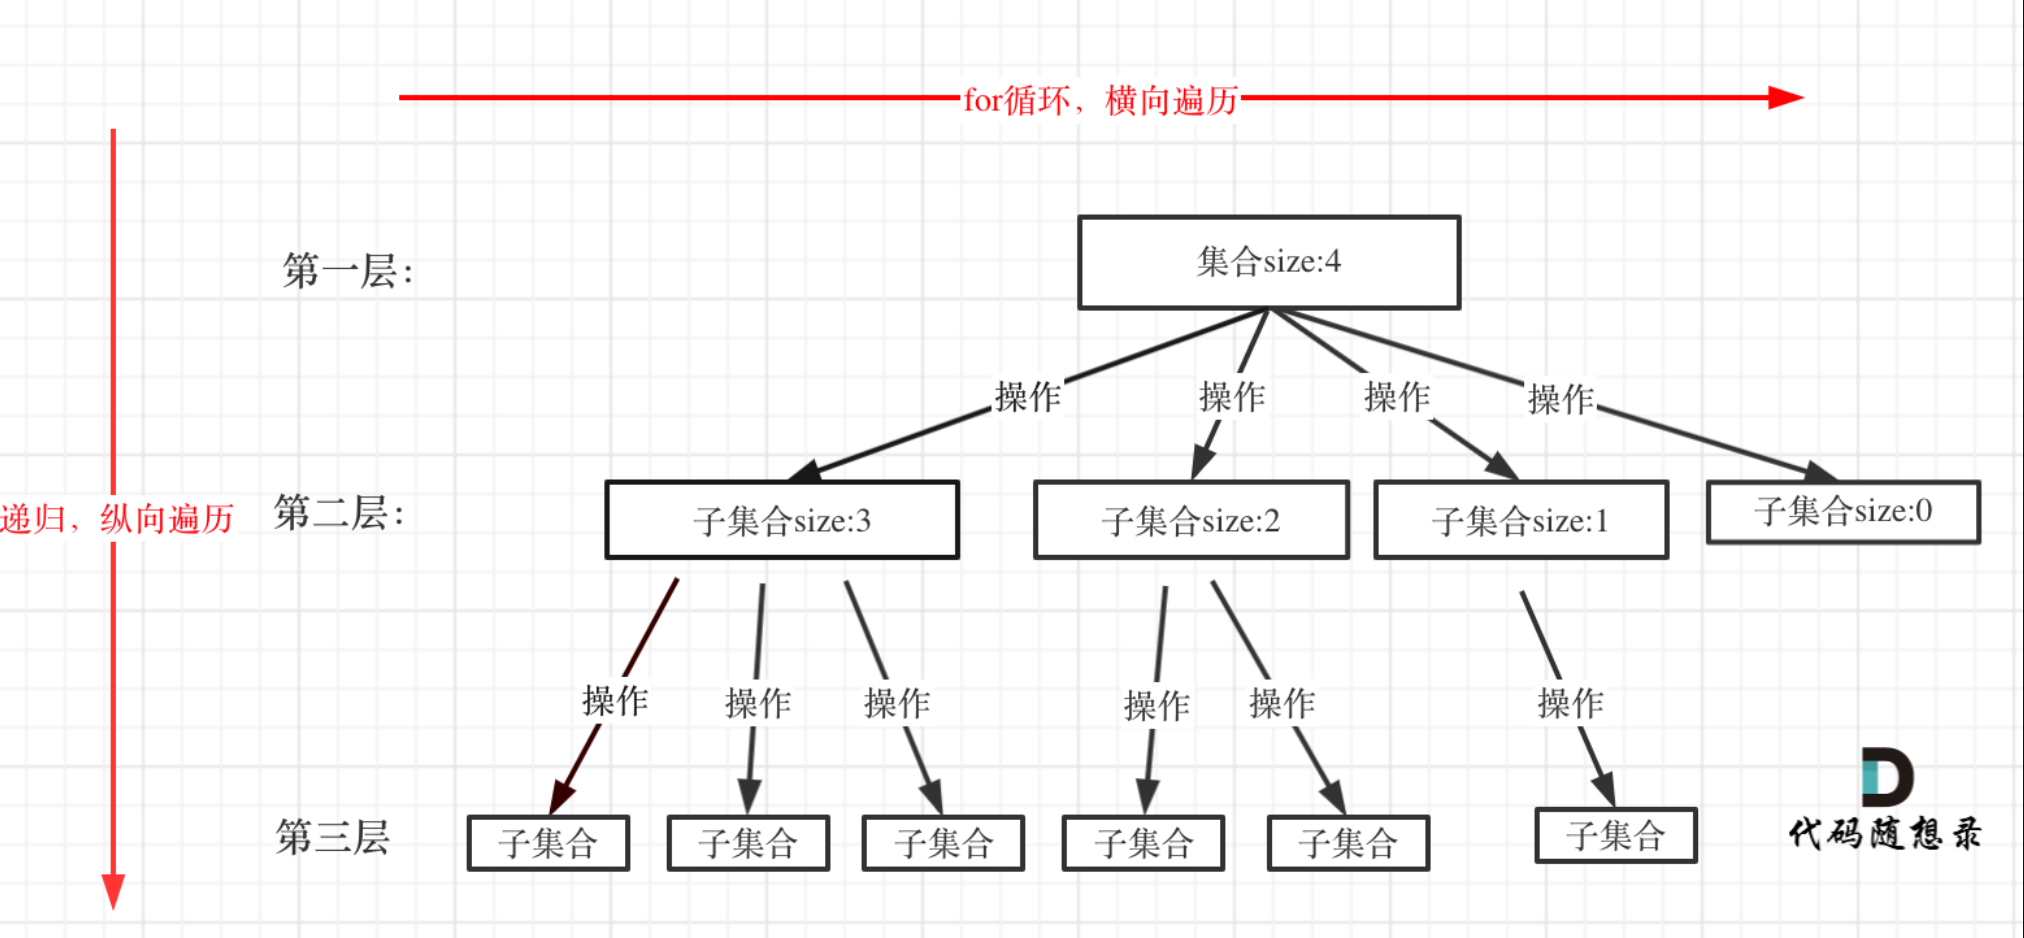 for循环，横向遍历
第一层：
集合size:4
操作
操作
操作
操作
递归，纵向遍历
第二层：
子集合size:3
子集合size:2
子集合size:1
子集合size:0
操作
操作
操作
操作
操作
操作
第三层
子集合
子集合
子集合
子集合
子集合
子集合
代码随想录